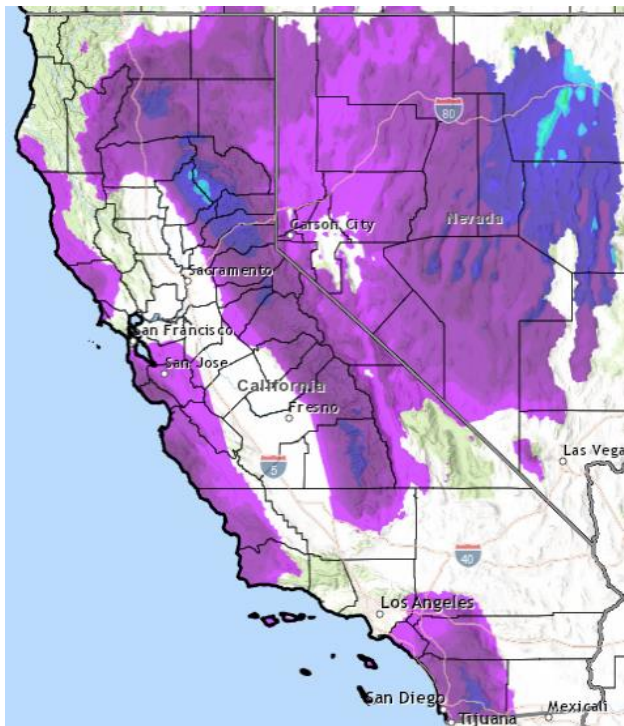 80
Nevada
Carson City
Sacramento
San Francisco
San Jose
California
Fresno
5
Las Vega
40
Los Angeles
San Diego
Tijuana
Mexicali